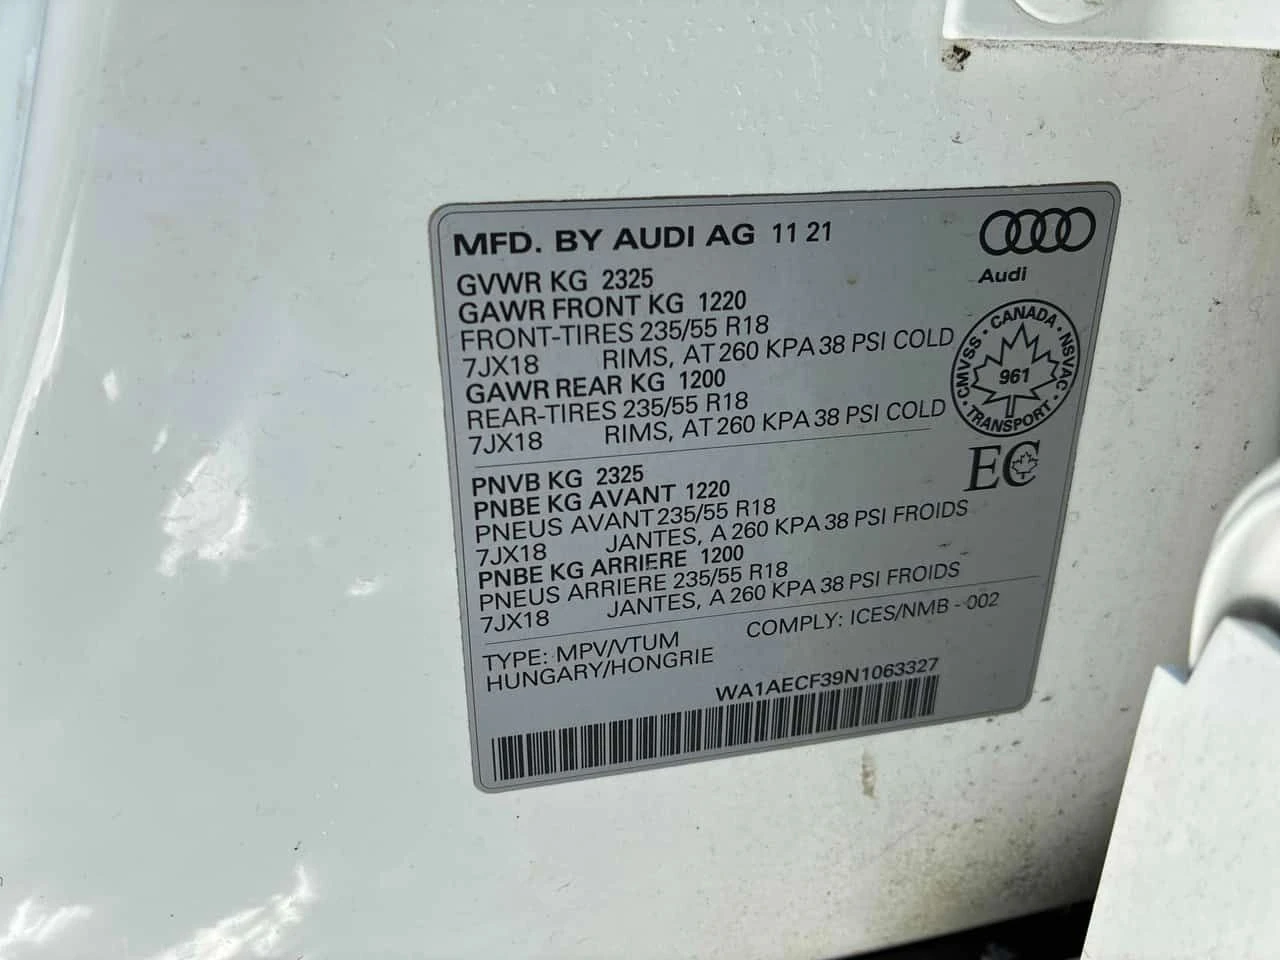 MFD. BY AUDI AG 11 21
Audi
GVWR KG 2325
GAWR FRONT KG 1220
FRONT-TIRES 235/55 R18
7JX18 RIMS, AT 260 KPA 38 PSI COLD
GAWR REAR KG 1200
REAR-TIRES 235/55 R18
7JX18 RIMS, AT 260 KPA 38 PSI COLD
CMVSS · CANADA · NSVAC · TRANSPORT ·
961
EC
PNVB KG 2325
PNBE KG AVANT 1220
PNEUS AVANT 235/55 R18
7JX18 JANTES, A 260 KPA 38 PSI FROIDS
PNBE KG ARRIERE 1200
PNEUS ARRIERE 235/55 R18
7JX18 JANTES, A 260 KPA 38 PSI FROIDS
TYPE: MPV/VTUM COMPLY: ICES/NMB - 002
HUNGARY/HONGRIE
WA1AECF39N1063327